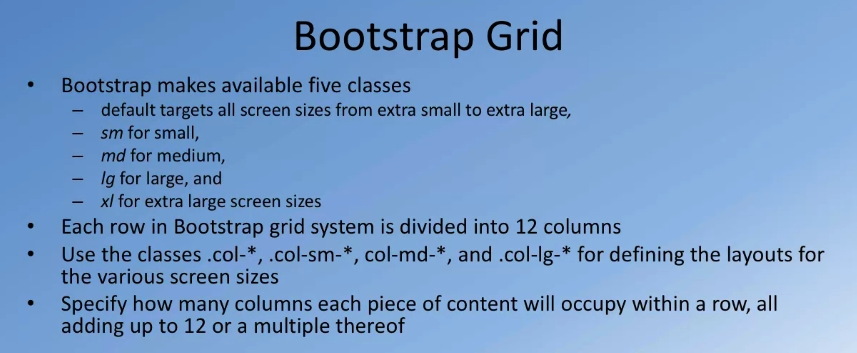 Bootstrap Grid
• Bootstrap makes available five classes
– default targets all screen sizes from extra small to extra large,
– sm for small,
– md for medium,
– lg for large, and
– xl for extra large screen sizes
• Each row in Bootstrap grid system is divided into 12 columns
• Use the classes .col-*, .col-sm-*, col-md-*, and .col-lg-* for defining the layouts for
the various screen sizes
• Specify how many columns each piece of content will occupy within a row, all
adding up to 12 or a multiple thereof